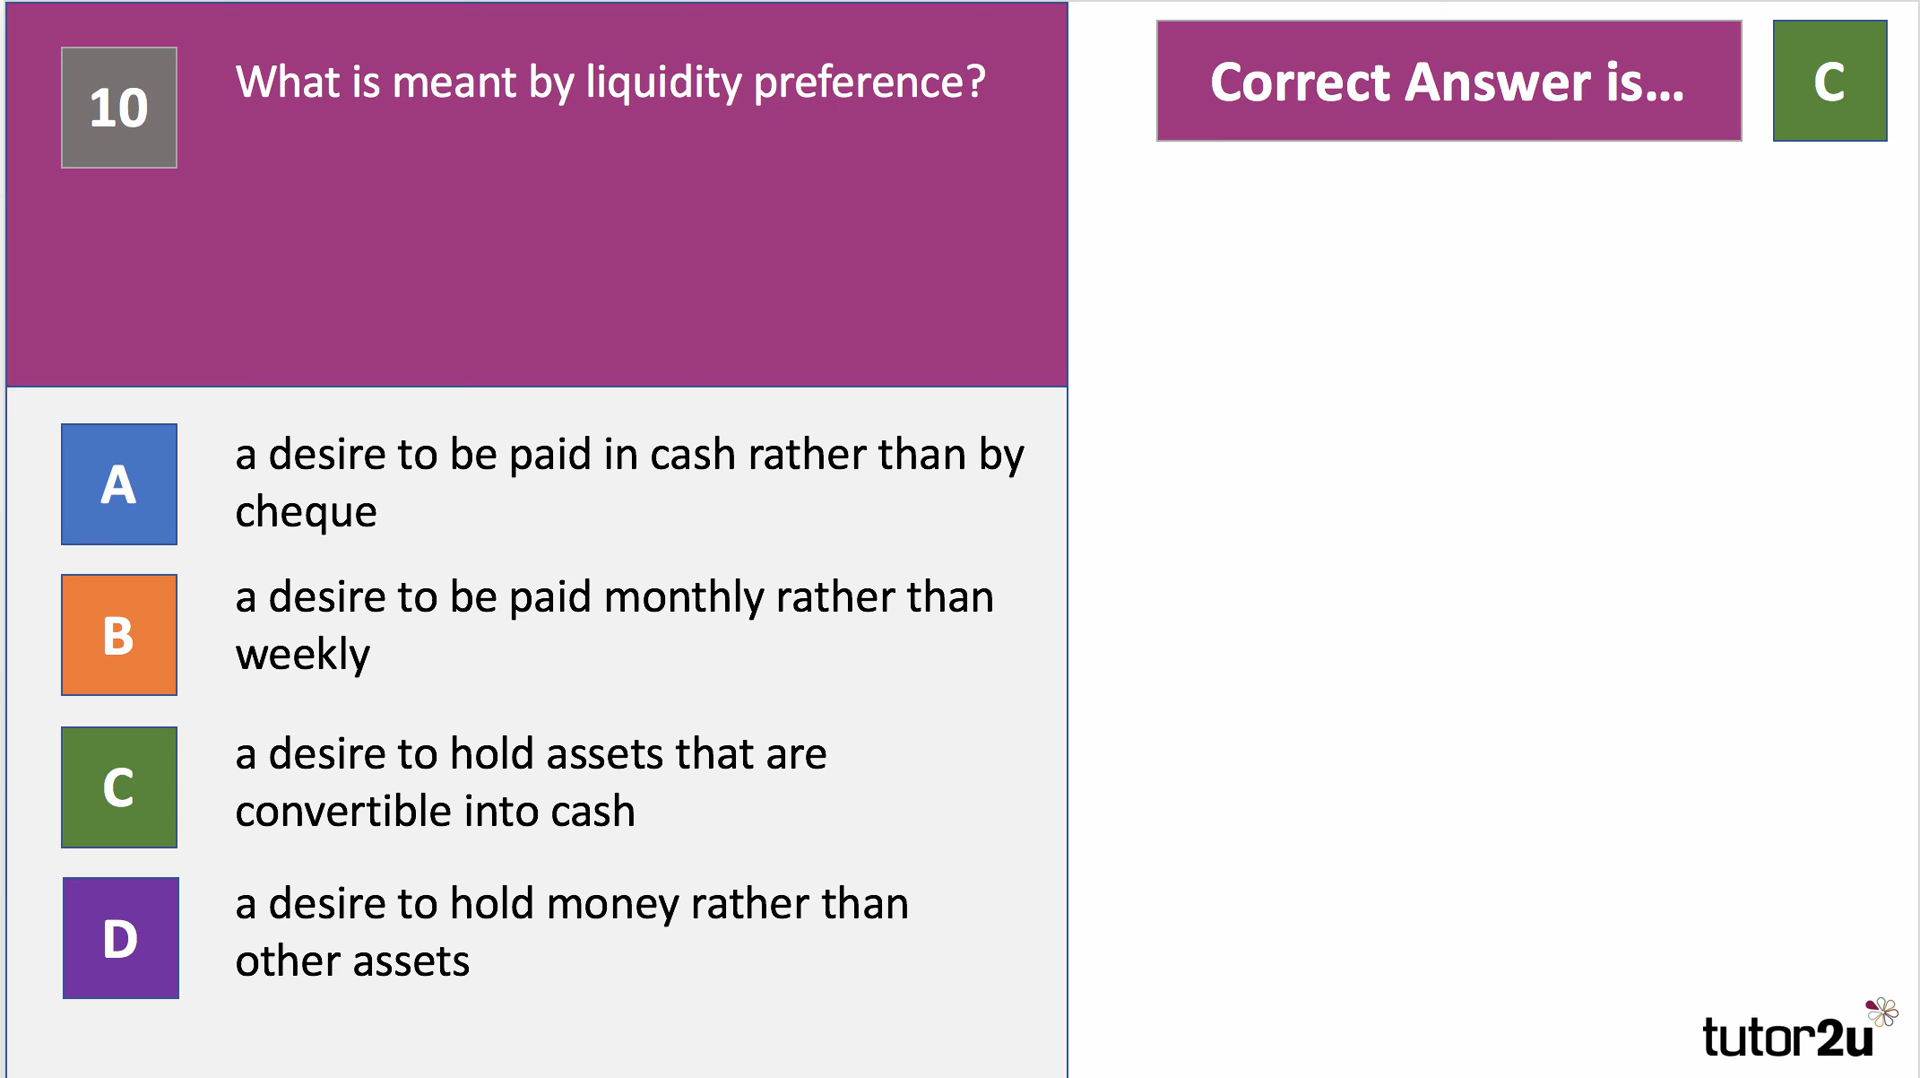 10
What is meant by liquidity preference?
A
a desire to be paid in cash rather than by
cheque
B
a desire to be paid monthly rather than
weekly
C
a desire to hold assets that are
convertible into cash
D
a desire to hold money rather than
other assets
Correct Answer is...
C
tutor2u